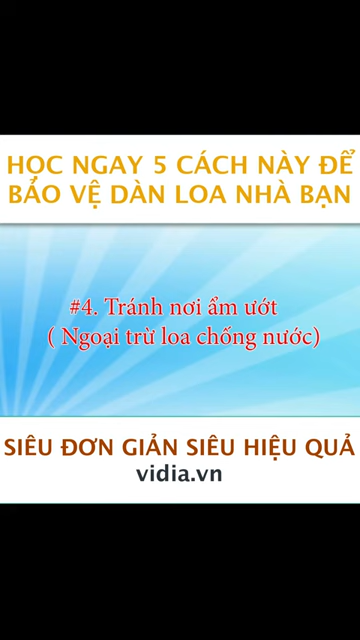 HỌC NGAY 5 CÁCH NÀY ĐỂ
BẢO VỆ DÀN LOA NHÀ BẠN
#4. Tránh nơi ẩm ướt
( Ngoại trừ loa chống nước)
SIÊU ĐƠN GIẢN SIÊU HIỆU QUẢ
vidia.vn